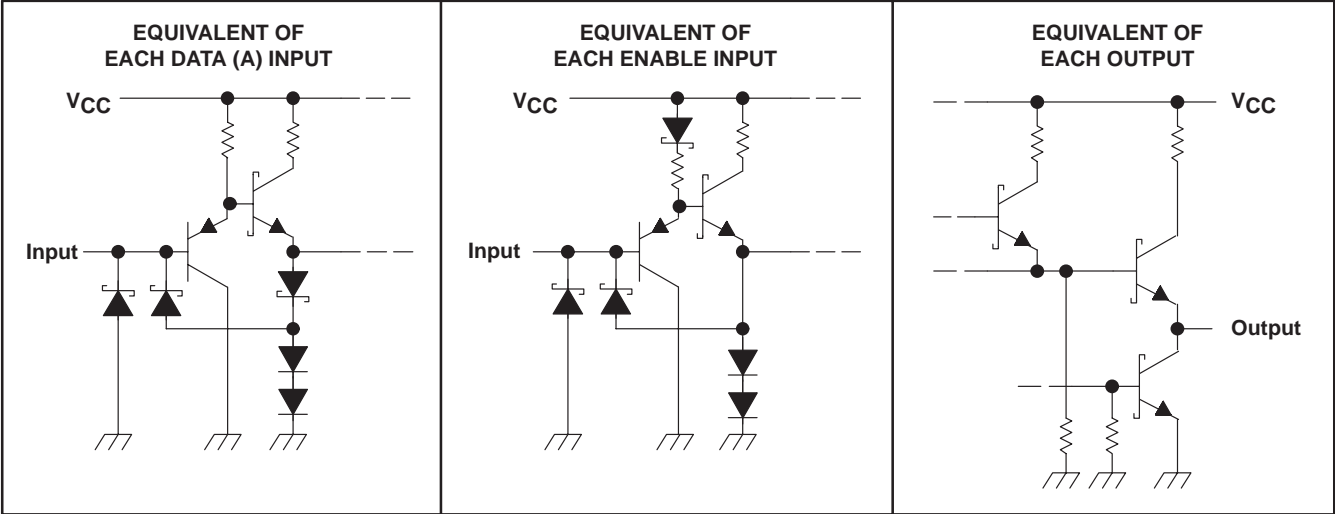 EQUIVALENT OF
EACH DATA (A) INPUT
VCC
Input
EQUIVALENT OF
EACH ENABLE INPUT
VCC
Input
EQUIVALENT OF
EACH OUTPUT
VCC
Output